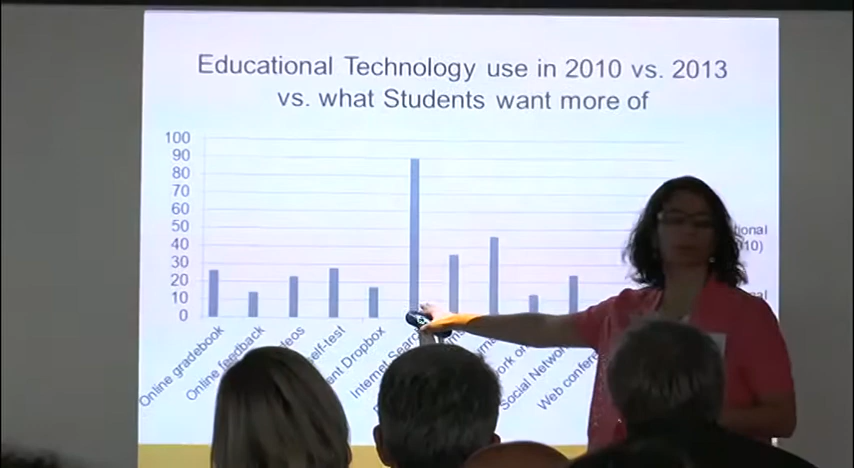 Educational Technology use in 2010 vs. 2013
vs. what Students want more of
100
90
80
70
60
50
40
30
20
10
0
Online gradebook
Online feedback
Self-test
Dropbox
Internet Search
Social Network
Web